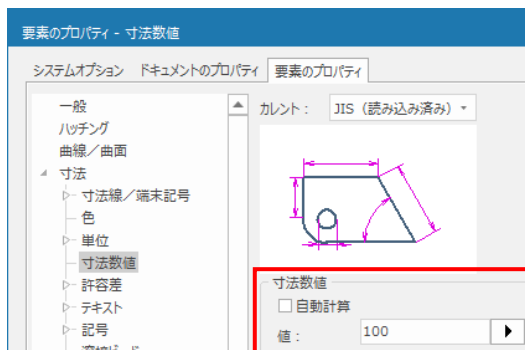 要素のプロパティ - 寸法数値
システムオプション ドキュメントのプロパティ 要素のプロパティ
一般
ハッチング
曲線／曲面
寸法
寸法線／端末記号
色
単位
寸法数値
許容差
テキスト
記号
カレント： JIS（読み込み済み）
寸法数値
自動計算
値： 100